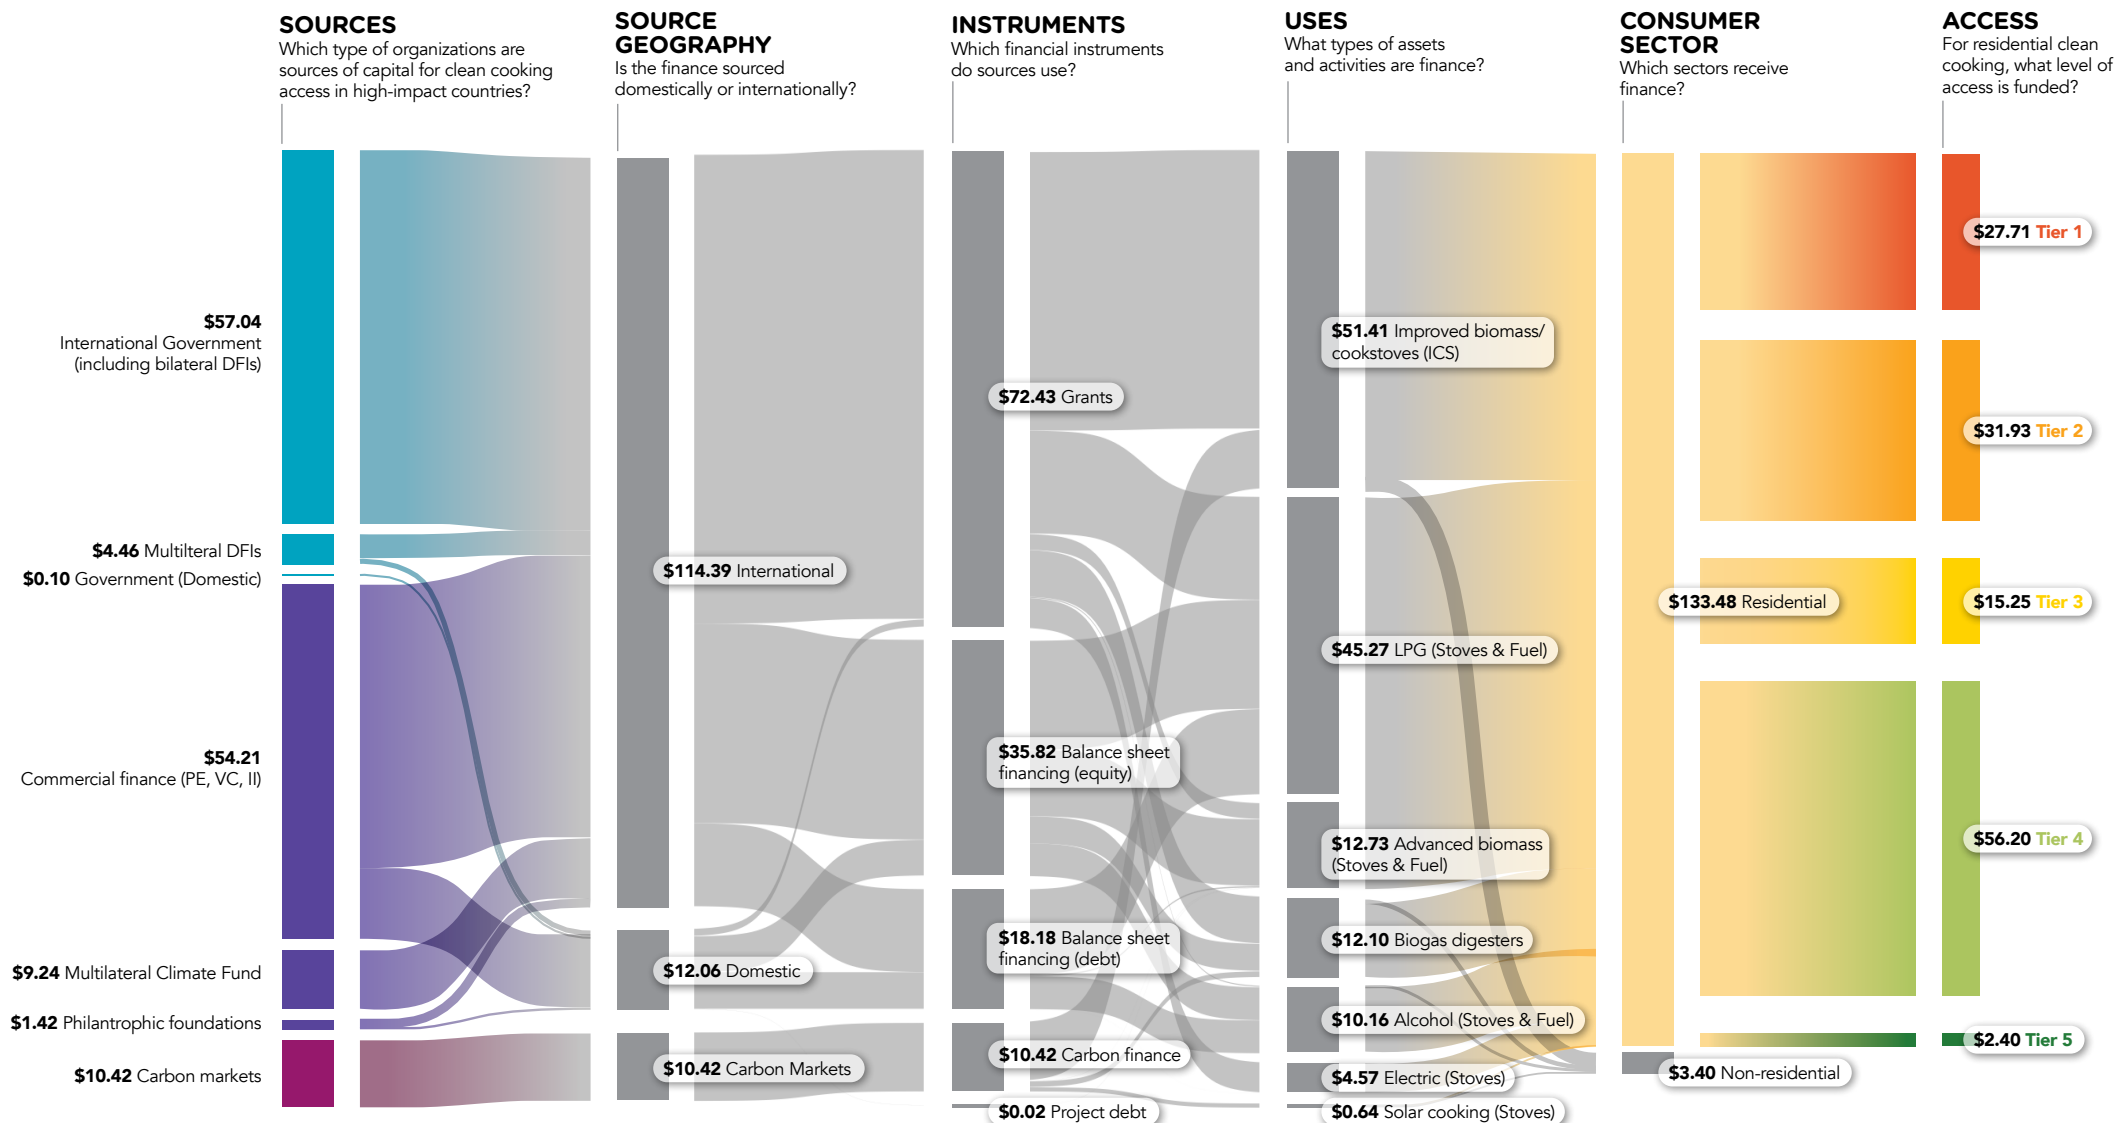 SOURCES
Which type of organizations are
sources of capital for clean cooking
access in high-impact countries?
SOURCE
GEOGRAPHY
Is the finance sourced
domestically or internationally?
INSTRUMENTS
Which financial instruments
do sources use?
USES
What types of assets
and activities are finance?
CONSUMER
SECTOR
Which sectors receive
finance?
ACCESS
For residential clean
cooking, what level of
access is funded?
$57.04
International Government
(including bilateral DFIs)
$4.46 Multilteral DFIs
$0.10 Government (Domestic)
$54.21
Commercial finance (PE, VC, II)
$9.24 Multilateral Climate Fund
$1.42 Philantrophic foundations
$10.42 Carbon markets
$114.39 International
$12.06 Domestic
$10.42 Carbon Markets
$72.43 Grants
$35.82 Balance sheet
financing (equity)
$18.18 Balance sheet
financing (debt)
$10.42 Carbon finance
$0.02 Project debt
$51.41 Improved biomass/
cookstoves (ICS)
$45.27 LPG (Stoves & Fuel)
$12.73 Advanced biomass
(Stoves & Fuel)
$12.10 Biogas digesters
$10.16 Alcohol (Stoves & Fuel)
$4.57 Electric (Stoves)
$0.64 Solar cooking (Stoves)
$133.48 Residential
$3.40 Non-residential
$27.71 Tier 1
$31.93 Tier 2
$15.25 Tier 3
$56.20 Tier 4
$2.40 Tier 5